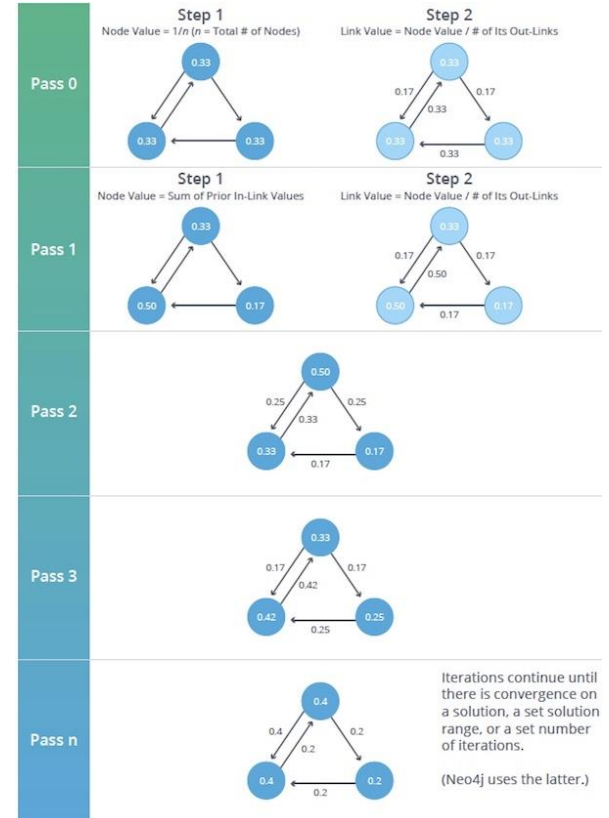 Pass 0
Step 1
Node Value = 1/n (n = Total # of Nodes)
0.33
0.33
0.33
Step 2
Link Value = Node Value / # of Its Out-Links
0.33
0.17
0.17
0.33
0.33
0.33
0.33
Pass 1
Step 1
Node Value = Sum of Prior In-Link Values
0.33
0.50
0.17
Step 2
Link Value = Node Value / # of Its Out-Links
0.33
0.17
0.17
0.50
0.50
0.17
0.17
Pass 2
0.50
0.25
0.25
0.33
0.33
0.17
0.17
Pass 3
0.33
0.17
0.17
0.42
0.42
0.25
0.25
Pass n
0.4
0.4
0.2
0.2
0.4
0.2
0.2
Iterations continue until
there is convergence on
a solution, a set solution
range, or a set number
of iterations.
(Neo4j uses the latter.)